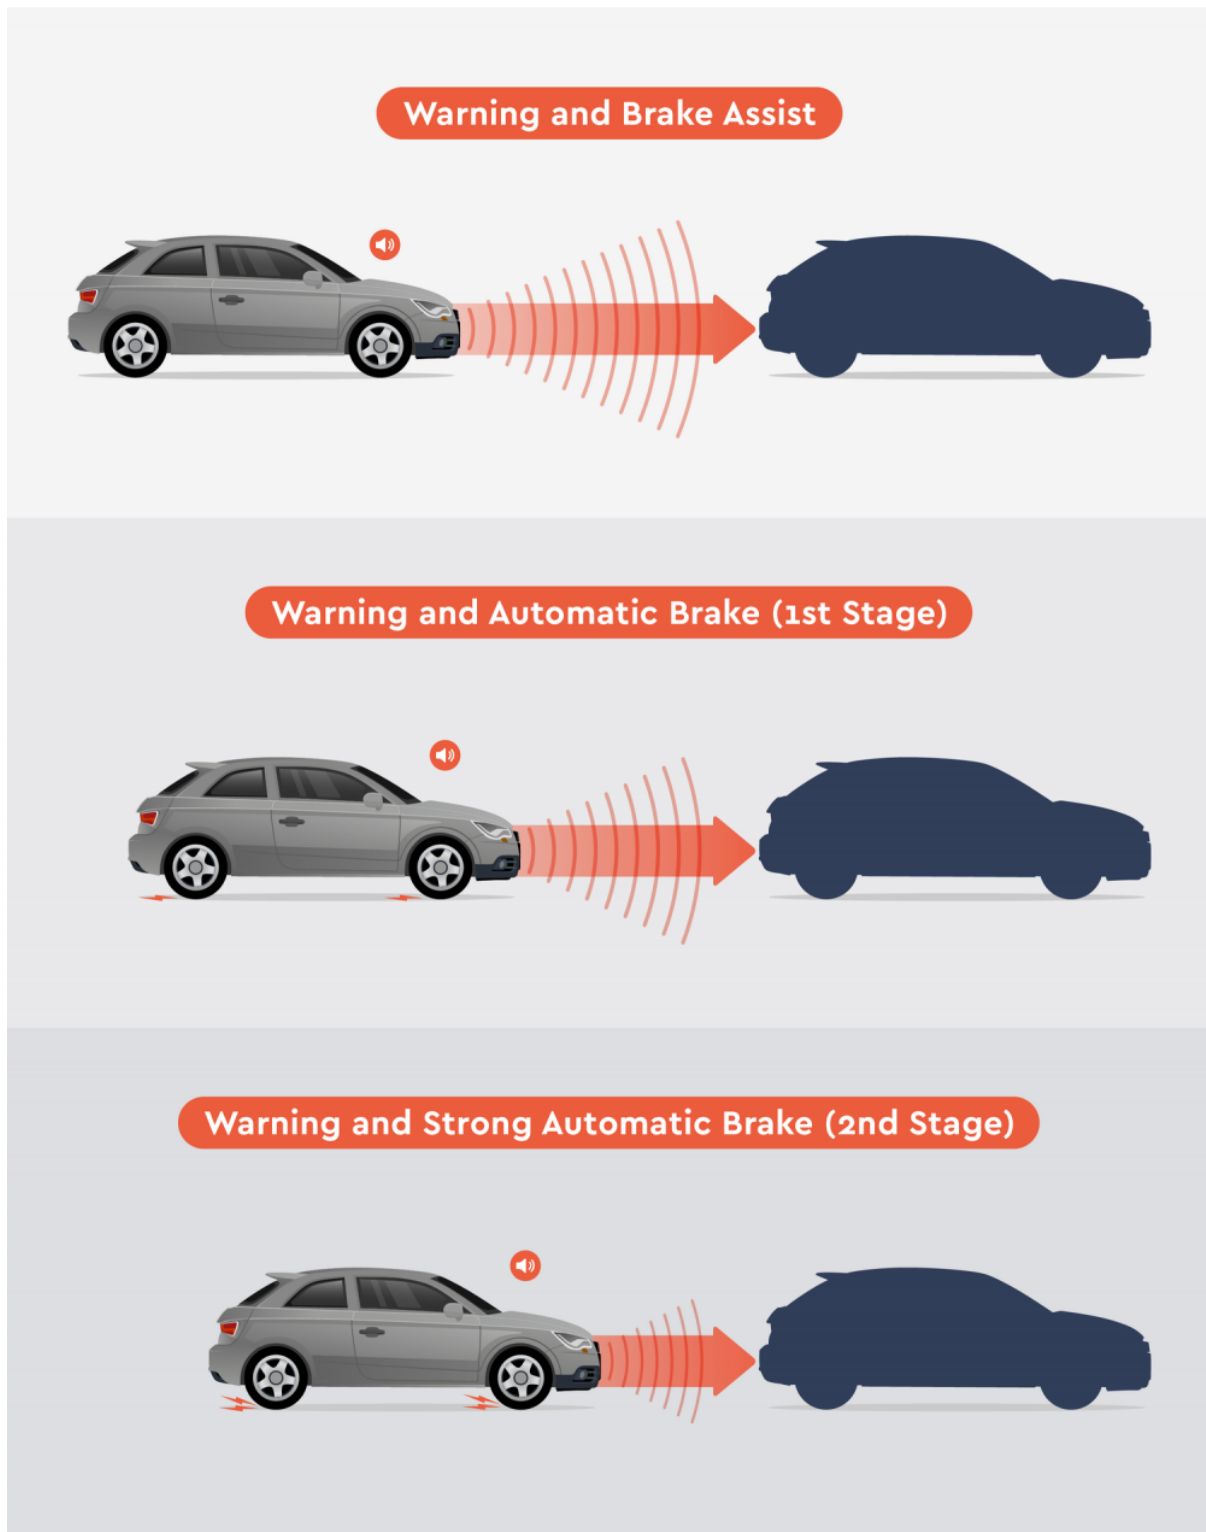 Warning and Brake Assist
Warning and Automatic Brake (1st Stage)
Warning and Strong Automatic Brake (2nd Stage)